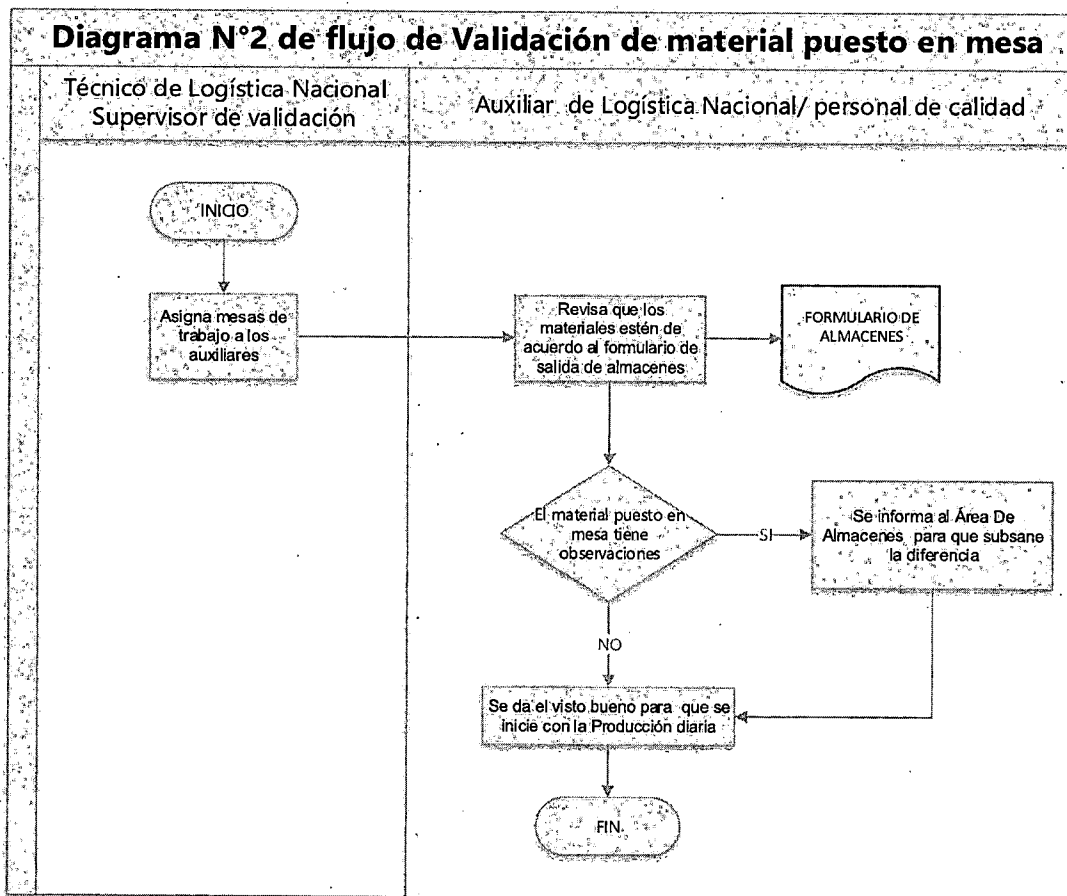 Diagrama N°2 de flujo de Validación de material puesto en mesa
Técnico de Logística Nacional
Supervisor de validación
Auxiliar de Logística Nacional/ personal de calidad
INICIO
Asigna mesas de
trabajo a los
auxiliares
Revisa que los
materiales estén de
acuerdo al formulario de
salida de almacenes
FORMULARIO DE
ALMACENES
El material puesto en
mesa tiene
observaciones
SI
Se informa al Área De
Almacenes para que subsane
la diferencia
NO
Se da el visto bueno para que se
inicie con la Producción diaria
FIN